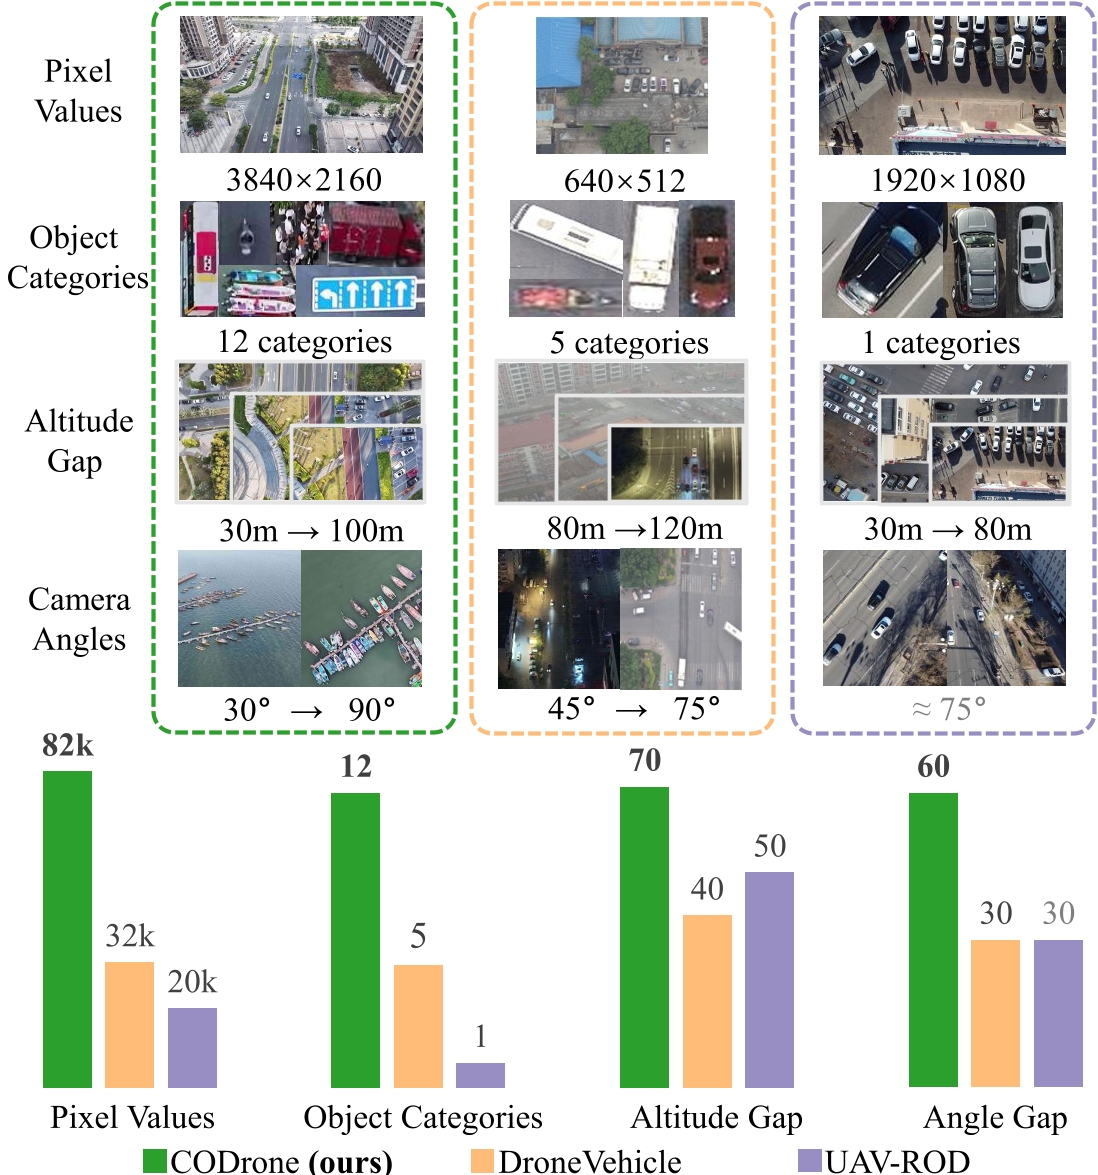 Pixel
Values
3840×2160
640×512
1920×1080
Object
Categories
12 categories
5 categories
1 categories
Altitude
Gap
30m → 100m
80m →120m
30m → 80m
Camera
Angles
30° → 90°
45° → 75°
≈ 75°
82k
32k
20k
Pixel Values
12
5
1
Object Categories
70
40
50
Altitude Gap
60
30
30
Angle Gap
CODrone (ours)
DroneVehicle
UAV-ROD